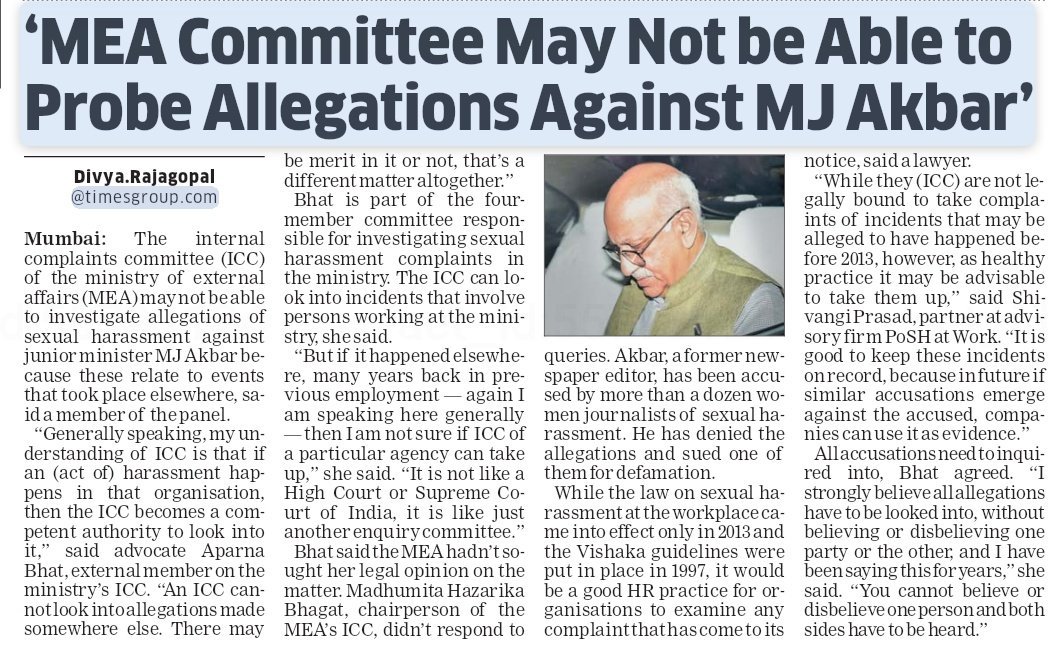 ‘MEA Committee May Not be Able to
Probe Allegations Against MJ Akbar’
Divya.Rajagopal
@timesgroup.com
Mumbai: The internal
complaints committee (ICC)
of the ministry of external
affairs (MEA) may not be able
to investigate allegations of
sexual harassment against
junior minister MJ Akbar be-
cause these relate to events
that took place elsewhere, sa-
id a member of the panel.
“Generally speaking, my un-
derstanding of ICC is that if
an (act of) harassment hap-
pens in that organisation,
then the ICC becomes a com-
petent authority to look into
it,” said advocate Aparna
Bhat, external member on the
ministry’s ICC. “An ICC can-
not look into allegations made
somewhere else. There may
be merit in it or not, that’s a
different matter altogether.”
Bhat is part of the four-
member committee respon-
sible for investigating sexual
harassment complaints in
the ministry. The ICC can lo-
ok into incidents that involve
persons working at the mini-
stry, she said.
“But if it happened elsewhe-
re, many years back in pre-
vious employment — again I
am speaking here generally
— then I am not sure if ICC of
a particular agency can take
up,” she said. “It is not like a
High Court or Supreme Co-
urt of India, it is like just
another enquiry committee.”
Bhat said the MEA hadn’t so-
ught her legal opinion on the
matter. Madhumita Hazarika
Bhagat, chairperson of the
MEA’s ICC, didn’t respond to
queries. Akbar, a former new-
spaper editor, has been accu-
sed by more than a dozen wo-
men journalists of sexual ha-
rassment. He has denied the
allegations and sued one of
them for defamation.
While the law on sexual ha-
rassment at the workplace ca-
me into effect only in 2013 and
the Vishaka guidelines were
put in place in 1997, it would
be a good HR practice for or-
ganisations to examine any
complaint that has come to its
notice, said a lawyer.
“While they (ICC) are not le-
gally bound to take compla-
ints of incidents that may be
alleged to have happened be-
fore 2013, however, as healthy
practice it may be advisable
to take them up,” said Shi-
vangi Prasad, partner at advi-
sory firm PoSH at Work. “It is
good to keep these incidents
on record, because in future if
similar accusations emerge
against the accused, compa-
nies can use it as evidence.”
All accusations need to inqui-
red into, Bhat agreed. “I
strongly believe all allegations
have to be looked into, without
believing or disbelieving one
party or the other, and I have
been saying this for years,” she
said. “You cannot believe or
disbelieve one person and both
sides have to be heard.”